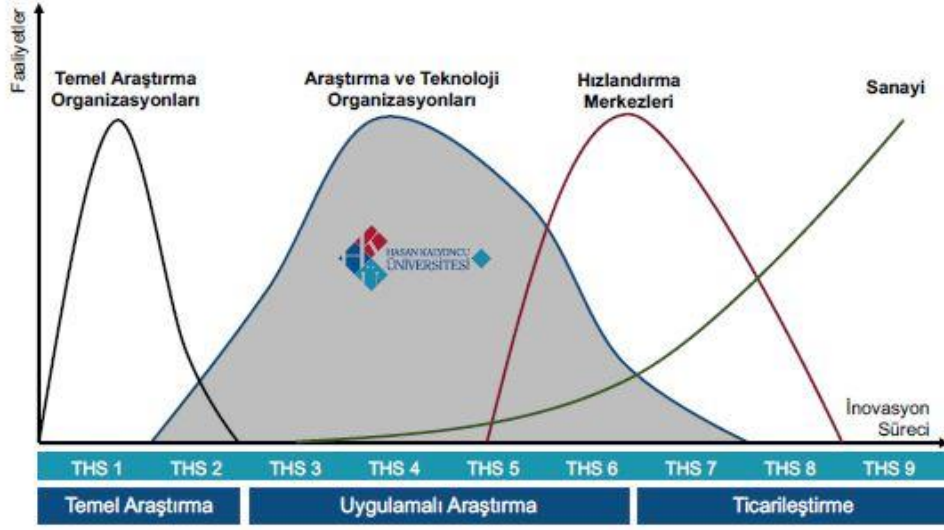 Faaliyetler
Temel Araştırma
Organizasyonları
Araştırma ve Teknoloji
Organizasyonları
Hızlandırma
Merkezleri
Sanayi
HASAN KALYONCU
ÜNİVERSİTESİ
İnovasyon
Süreci
THS 1 THS 2 THS 3 THS 4 THS 5 THS 6 THS 7 THS 8 THS 9
Temel Araştırma Uygulamalı Araştırma Ticarileştirme